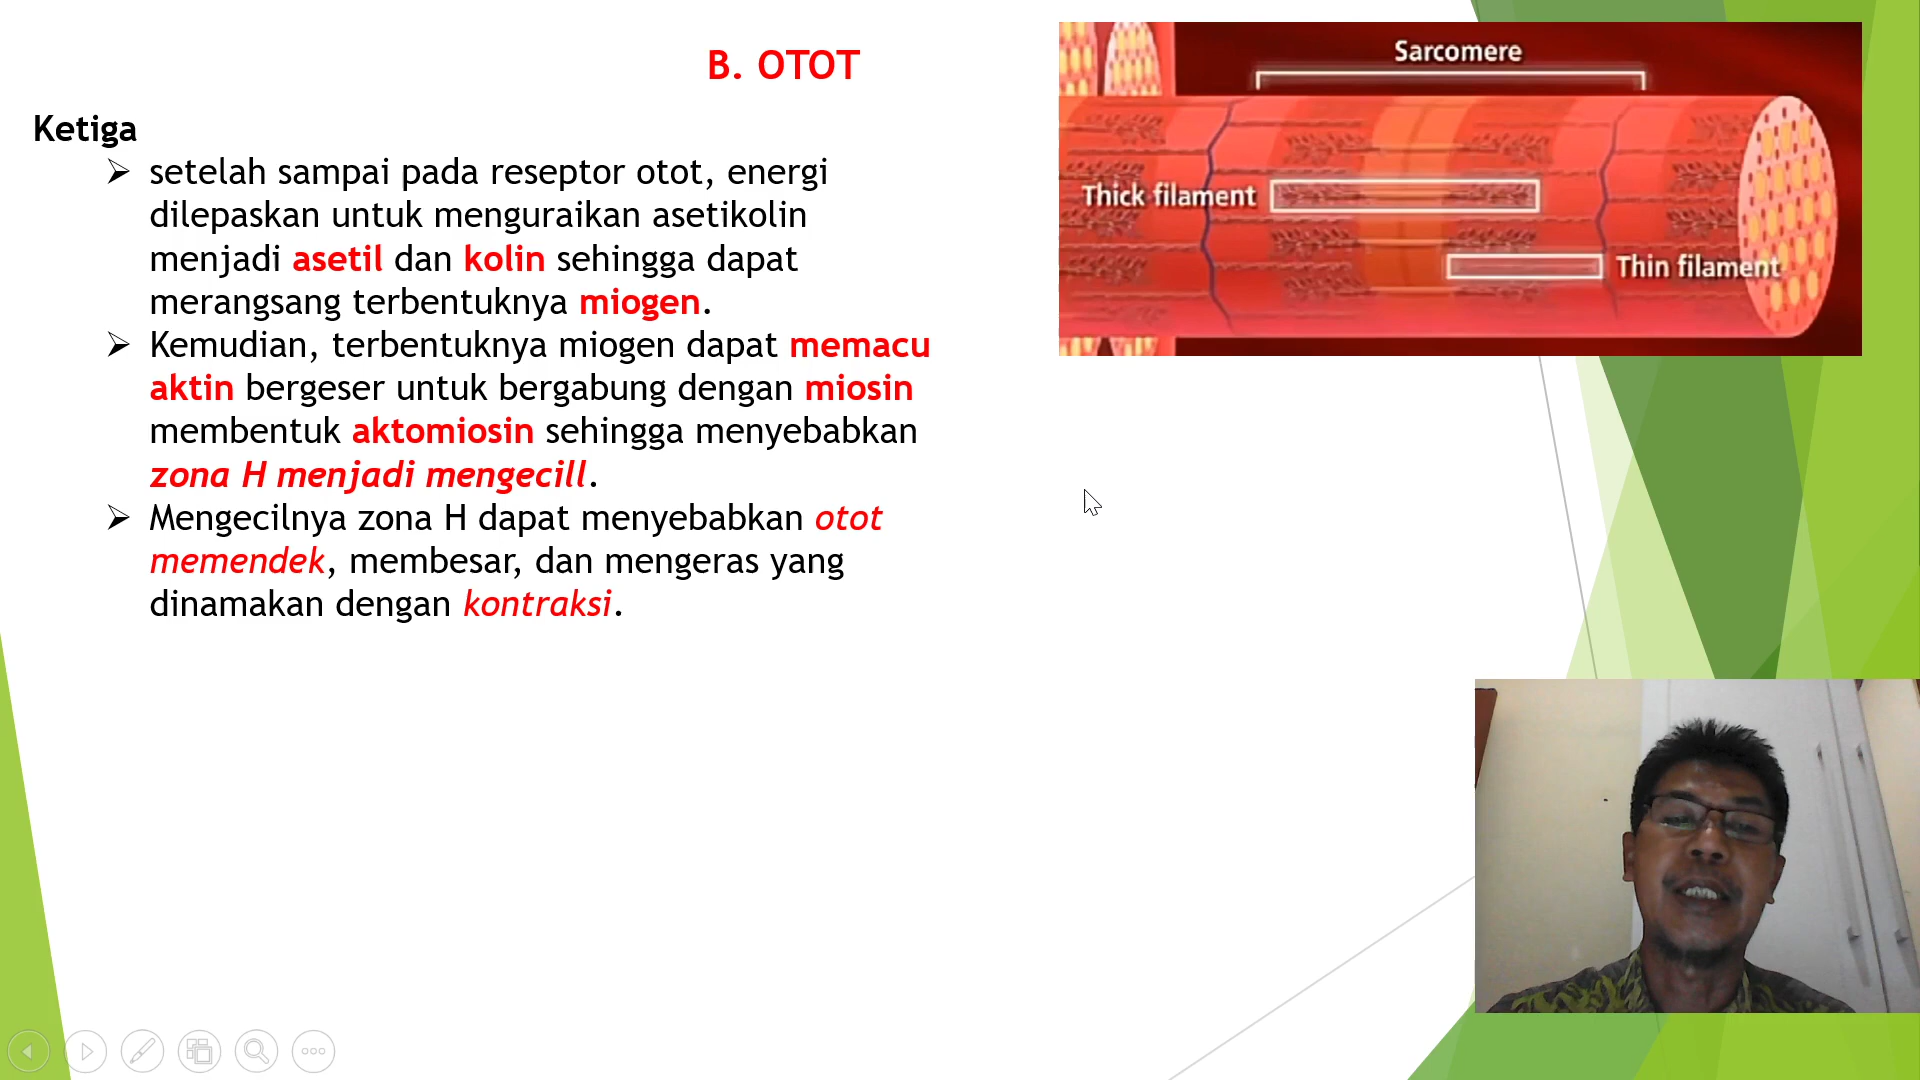 B. OTOT
Ketiga
setelah sampai pada reseptor otot, energi
dilepaskan untuk menguraikan asetikolin
menjadi asetil dan kolin sehingga dapat
merangsang terbentuknya miogen.
Kemudian, terbentuknya miogen dapat memacu
aktin bergeser untuk bergabung dengan miosin
membentuk aktomiosin sehingga menyebabkan
zona H menjadi mengecill.
Mengecilnya zona H dapat menyebabkan otot
memendek, membesar, dan mengeras yang
dinamakan dengan kontraksi.
Sarcomere
Thick filament
Thin filament